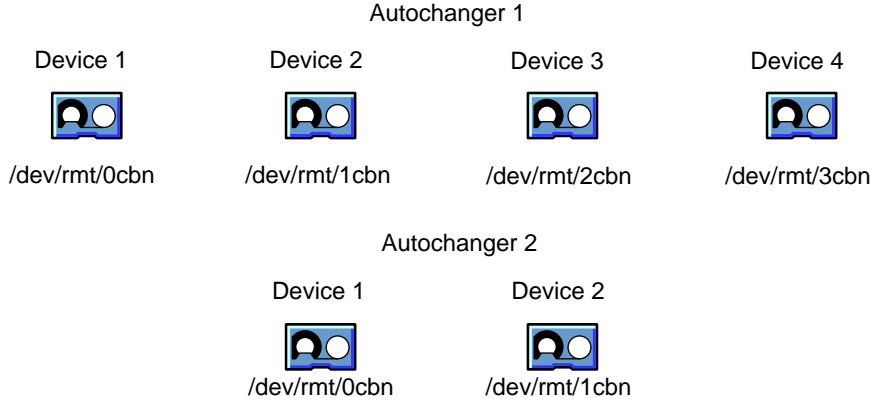 Autochanger 1
Device 1 Device 2 Device 3 Device 4
/dev/rmt/0cbn /dev/rmt/1cbn /dev/rmt/2cbn /dev/rmt/3cbn
Autochanger 2
Device 1 Device 2
/dev/rmt/0cbn /dev/rmt/1cbn